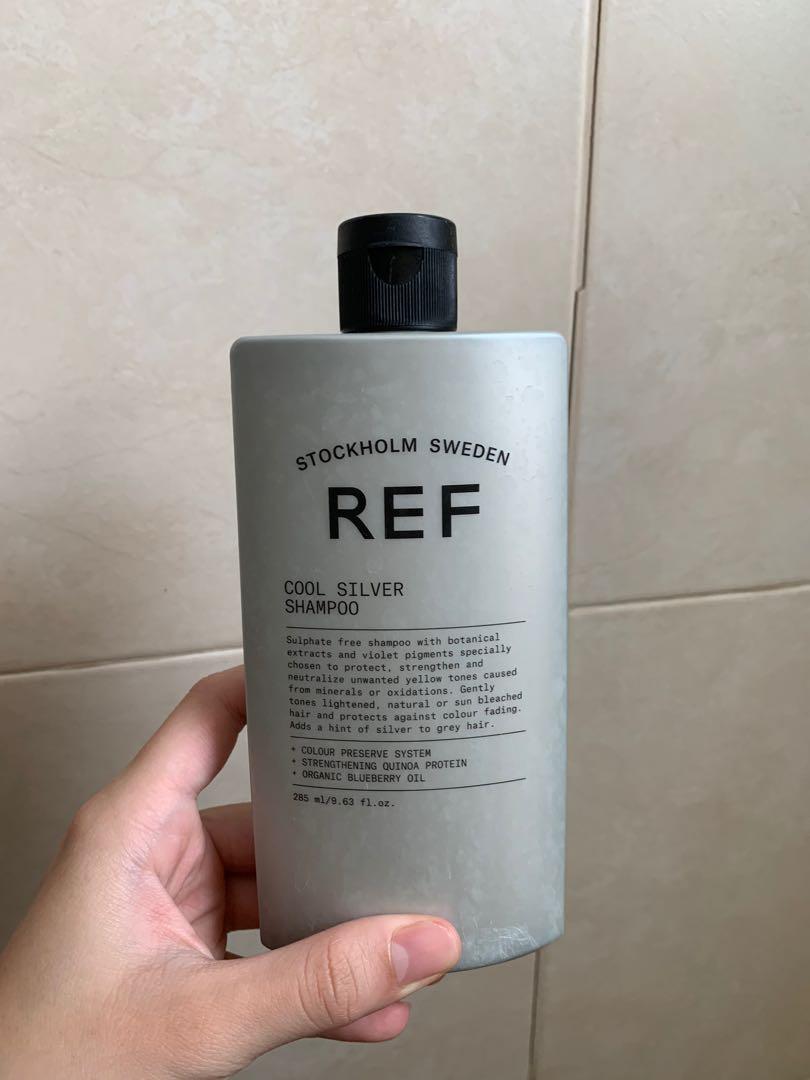 STOCKHOLM SWEDEN
REF
COOL SILVER
SHAMPOO
Sulphate free shampoo with botanical
extracts and violet pigments specially
chosen to protect, strengthen and
neutralize unwanted yellow tones caused
from minerals or oxidations. Gently
tones lightened, natural or sun bleached
hair and protects against colour fading.
Adds a hint of silver to grey hair.
+ COLOUR PRESERVE SYSTEM
+ STRENGTHENING QUINOA PROTEIN
+ ORGANIC BLUEBERRY OIL
285 ml/9.63 fl.oz.